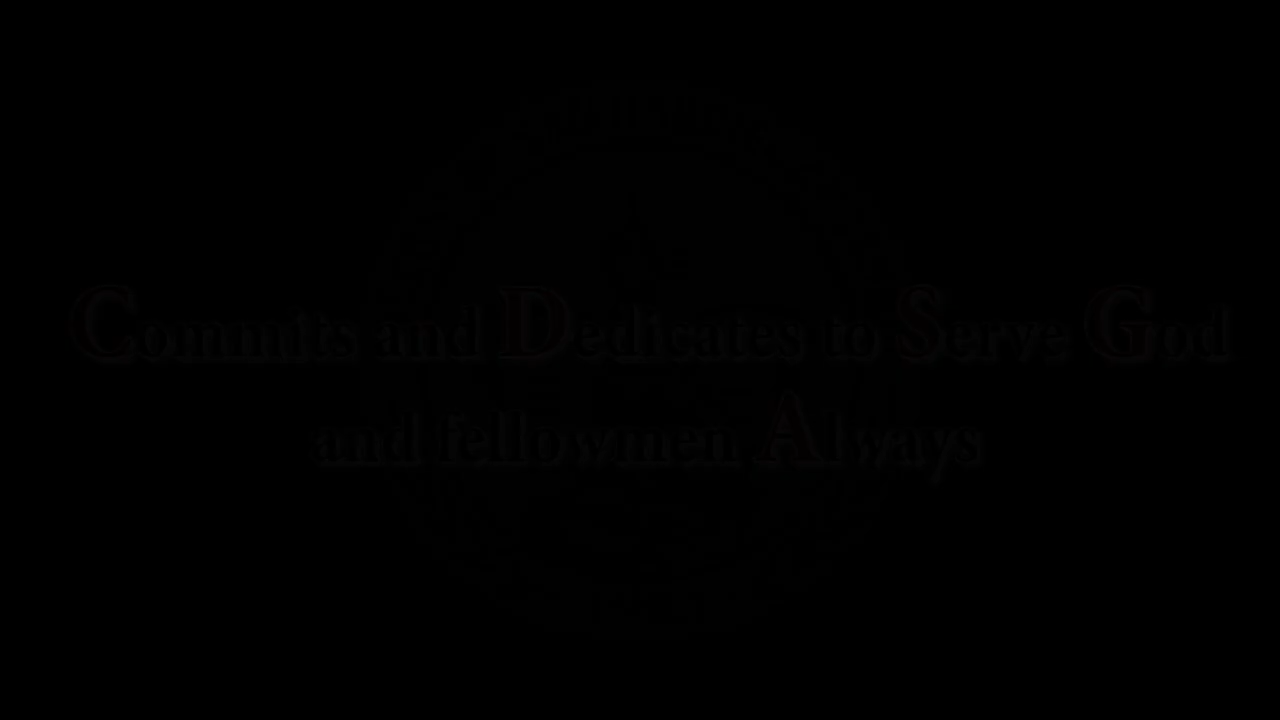 Commits and Dedicates to Serve God
and fellowmen Always